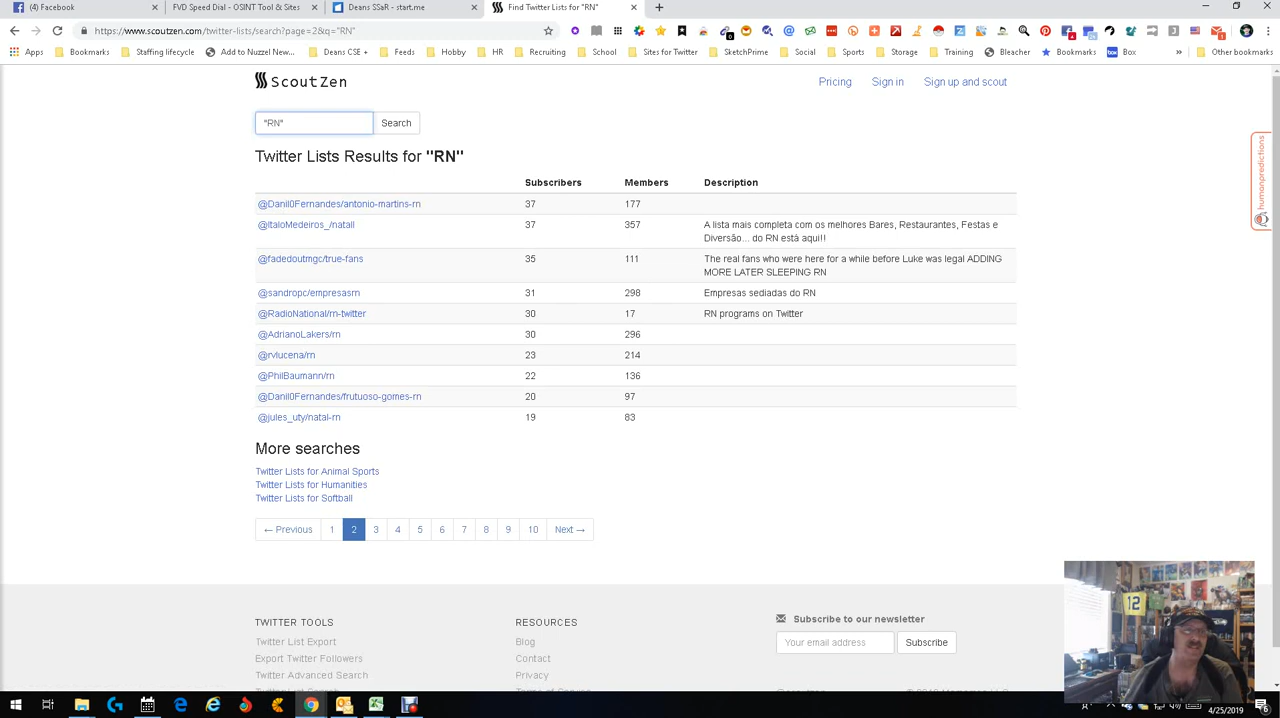 (4) Facebook
FVD Speed Dial - OSINT Tool & Sites
Deans SSaR - start.me
Find Twitter Lists for "RN"
https://www.scoutzen.com/twitter-lists/search?page=2&q="RN"
Apps Bookmarks Staffing lifecycle Add to Nuzzel New... Deans CSE Feeds Hobby HR Recruiting School Sites for Twitter SketchPrime Social Sports Storage Training Bleacher Bookmarks Box » Other bookmarks
ScoutZen
Pricing Sign in Sign up and scout
"RN" Search
humanpredictions
Twitter Lists Results for "RN"
Subscribers Members Description
@Danil0Fernandes/antonio-martins-rn 37 177
@ItaloMedeiros_/natall 37 357 A lista mais completa com os melhores Bares, Restaurantes, Festas e
Diversão... do RN está aqui!!
@fadedoutmgc/true-fans 35 111 The real fans who were here for a while before Luke was legal ADDING
MORE LATER SLEEPING RN
@sandropc/empresasrn 31 298 Empresas sediadas do RN
@RadioNational/rn-twitter 30 17 RN programs on Twitter
@AdrianoLakers/rn 30 296
@rvlucena/rn 23 214
@PhilBaumann/rn 22 136
@Danil0Fernandes/frutuoso-gomes-rn 20 97
@jules_uty/natal-rn 19 83
More searches
Twitter Lists for Animal Sports
Twitter Lists for Humanities
Twitter Lists for Softball
← Previous 1 2 3 4 5 6 7 8 9 10 Next →
TWITTER TOOLS RESOURCES Subscribe to our newsletter
Twitter List Export Blog Your email address Subscribe
Export Twitter Followers Contact
Twitter Advanced Search Privacy
12
4/25/2019